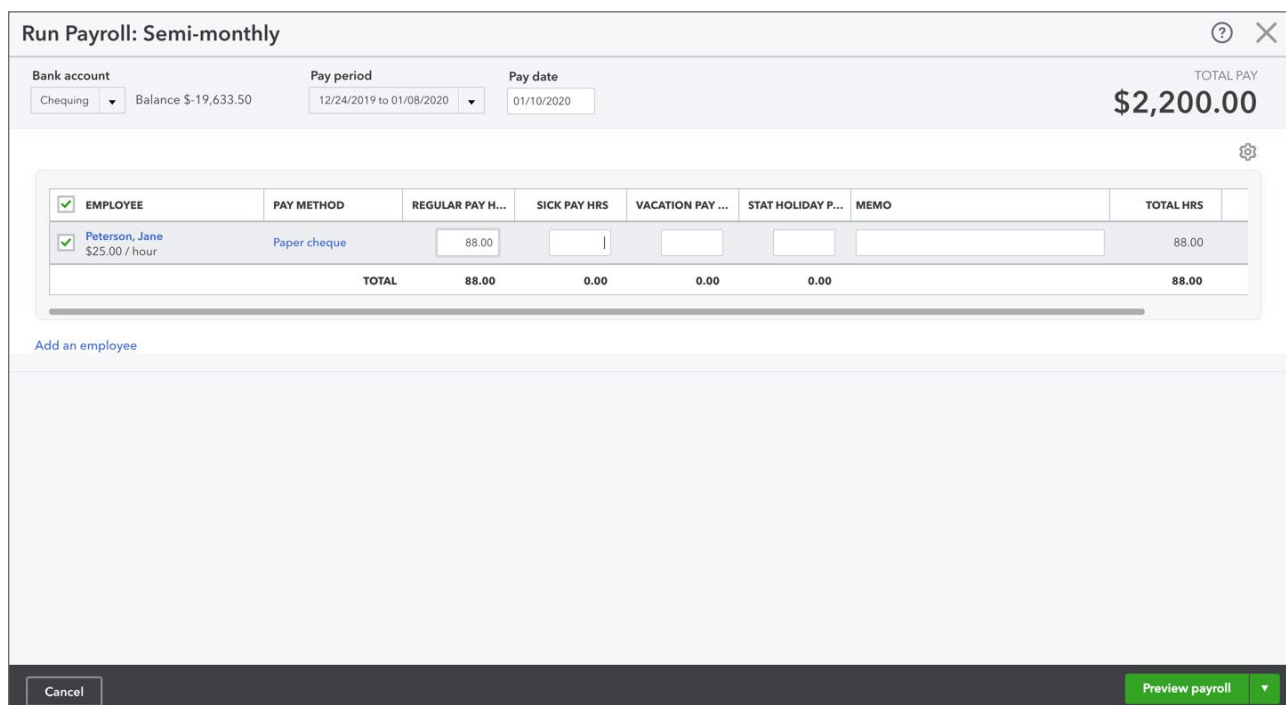 Run Payroll: Semi-monthly
Bank account Pay period Pay date TOTAL PAY
Chequing Balance $-19,633.50 12/24/2019 to 01/08/2020 01/10/2020 $2,200.00
EMPLOYEE PAY METHOD REGULAR PAY H... SICK PAY HRS VACATION PAY ... STAT HOLIDAY P... MEMO TOTAL HRS
Peterson, Jane Paper cheque 88.00 88.00
$25.00 / hour
TOTAL 88.00 0.00 0.00 0.00 88.00
Add an employee
Cancel Preview payroll